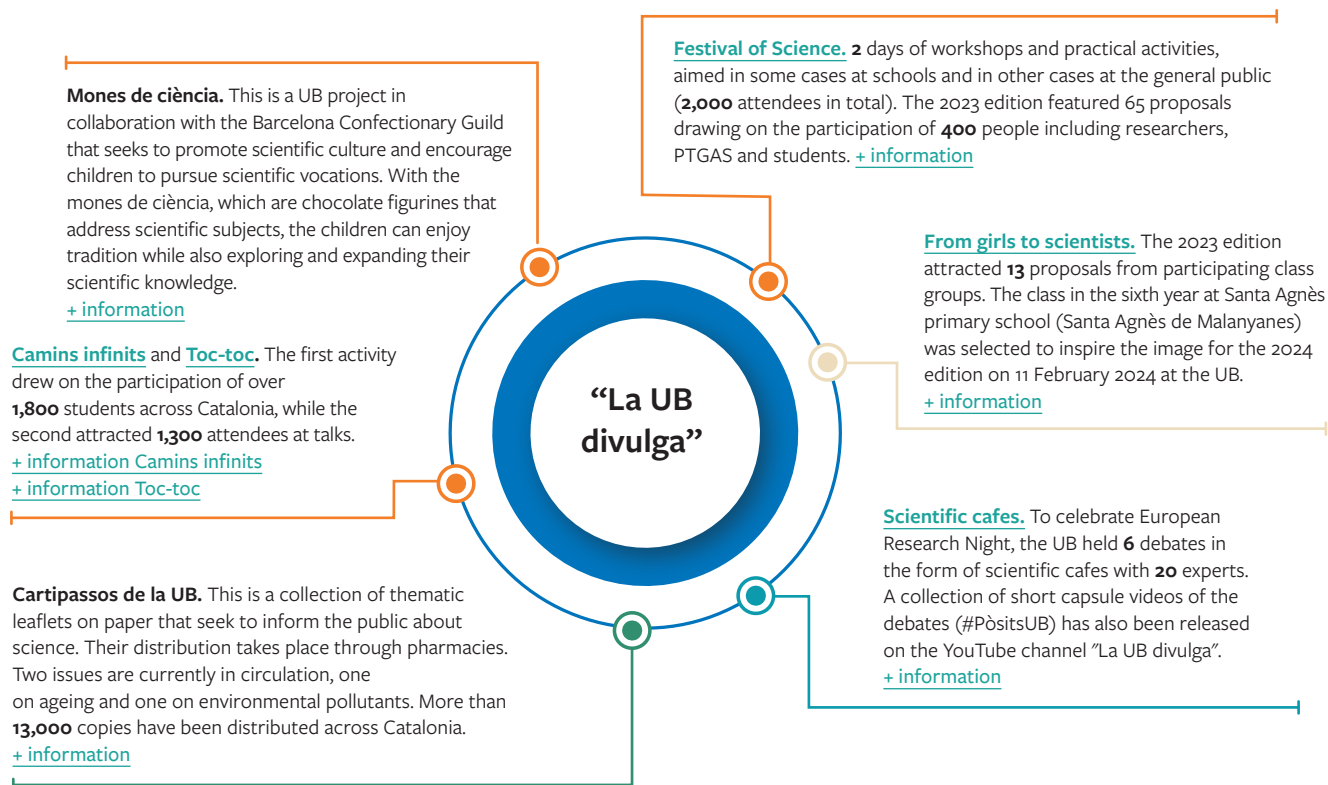 Mones de ciència. This is a UB project in
collaboration with the Barcelona Confectionary Guild
that seeks to promote scientific culture and encourage
children to pursue scientific vocations. With the
mones de ciència, which are chocolate figurines that
address scientific subjects, the children can enjoy
tradition while also exploring and expanding their
scientific knowledge.
+ information
Festival of Science. 2 days of workshops and practical activities,
aimed in some cases at schools and in other cases at the general public
(2,000 attendees in total). The 2023 edition featured 65 proposals
drawing on the participation of 400 people including researchers,
PTGAS and students. + information
From girls to scientists. The 2023 edition
attracted 13 proposals from participating class
groups. The class in the sixth year at Santa Agnès
primary school (Santa Agnès de Malanyanes)
was selected to inspire the image for the 2024
edition on 11 February 2024 at the UB.
+ information
Camins infinits and Toc-toc. The first activity
drew on the participation of over
1,800 students across Catalonia, while the
second attracted 1,300 attendees at talks.
+ information Camins infinits
+ information Toc-toc
“La UB
divulga”
Scientific cafes. To celebrate European
Research Night, the UB held 6 debates in
the form of scientific cafes with 20 experts.
A collection of short capsule videos of the
debates (#PòsitsUB) has also been released
on the YouTube channel "La UB divulga".
+ information
Cartipassos de la UB. This is a collection of thematic
leaflets on paper that seek to inform the public about
science. Their distribution takes place through pharmacies.
Two issues are currently in circulation, one
on ageing and one on environmental pollutants. More than
13,000 copies have been distributed across Catalonia.
+ information